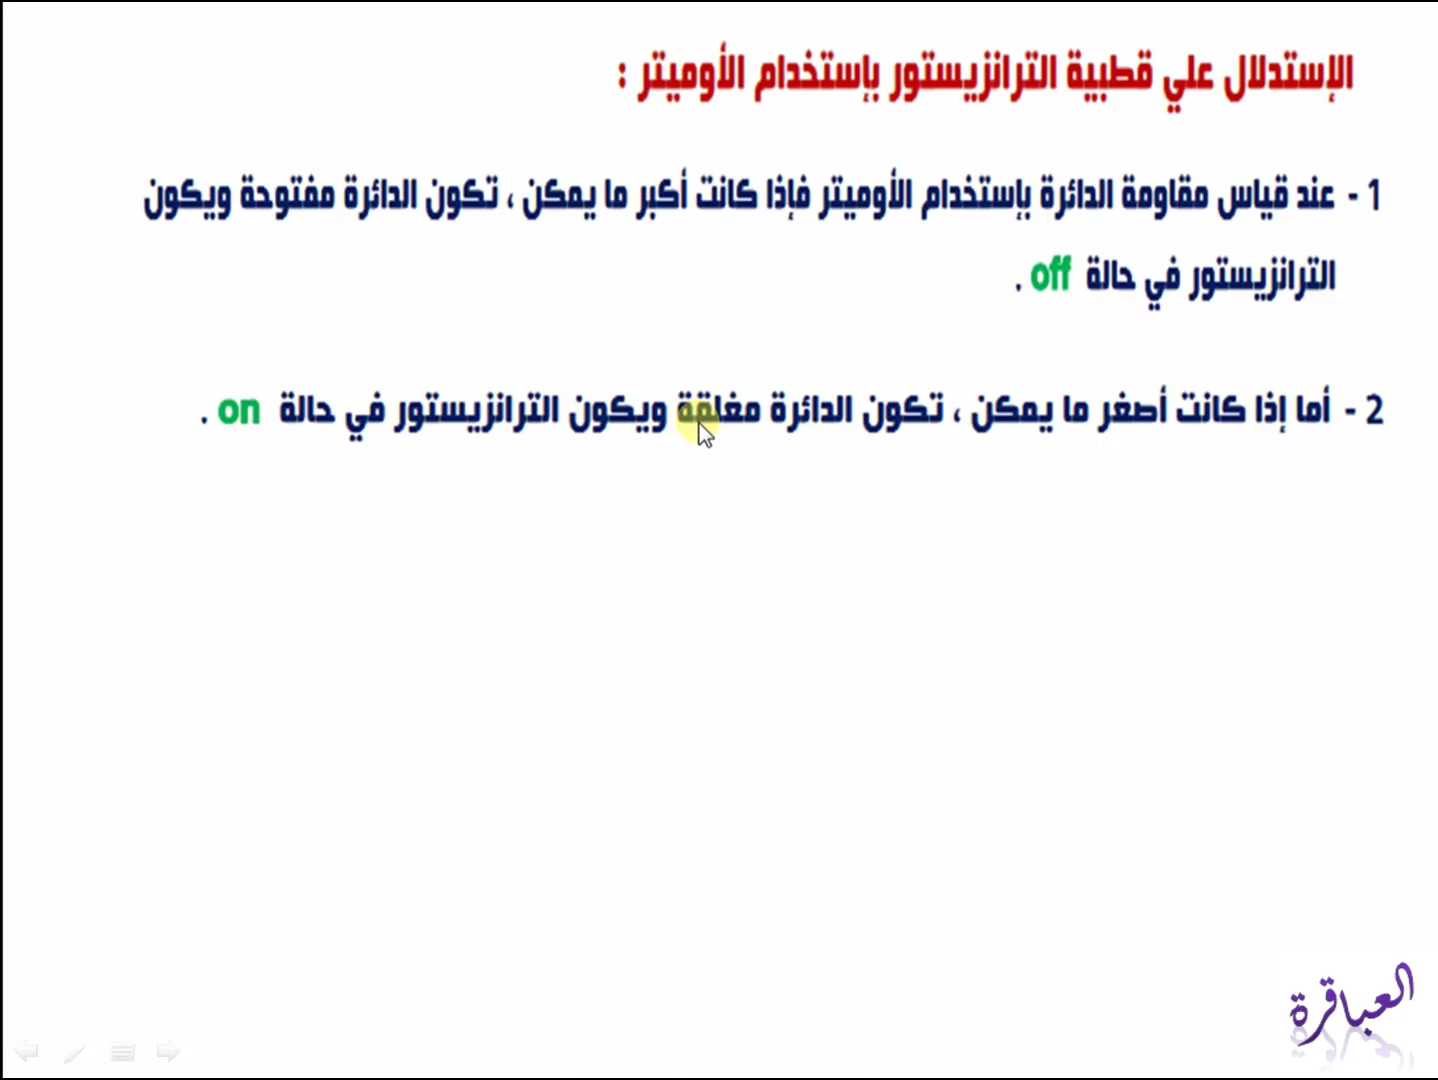 الإستدلال علي قطبية الترانزيستور بإستخدام الأوميتر :
1 - عند قياس مقاومة الدائرة بإستخدام الأوميتر فإذا كانت أكبر ما يمكن ، تكون الدائرة مفتوحة ويكون
الترانزيستور في حالة off .
2 - أما إذا كانت أصغر ما يمكن ، تكون الدائرة مغلقة ويكون الترانزيستور في حالة on .
العباقرة